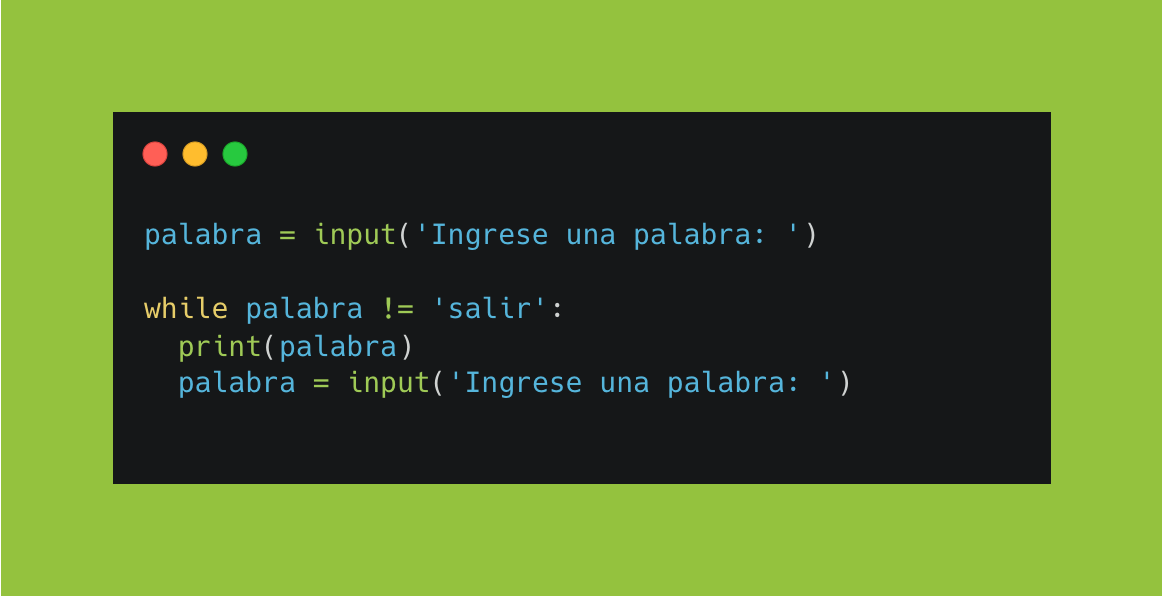 palabra = input('Ingrese una palabra: ')
while palabra != 'salir':
print(palabra)
palabra = input('Ingrese una palabra: ')